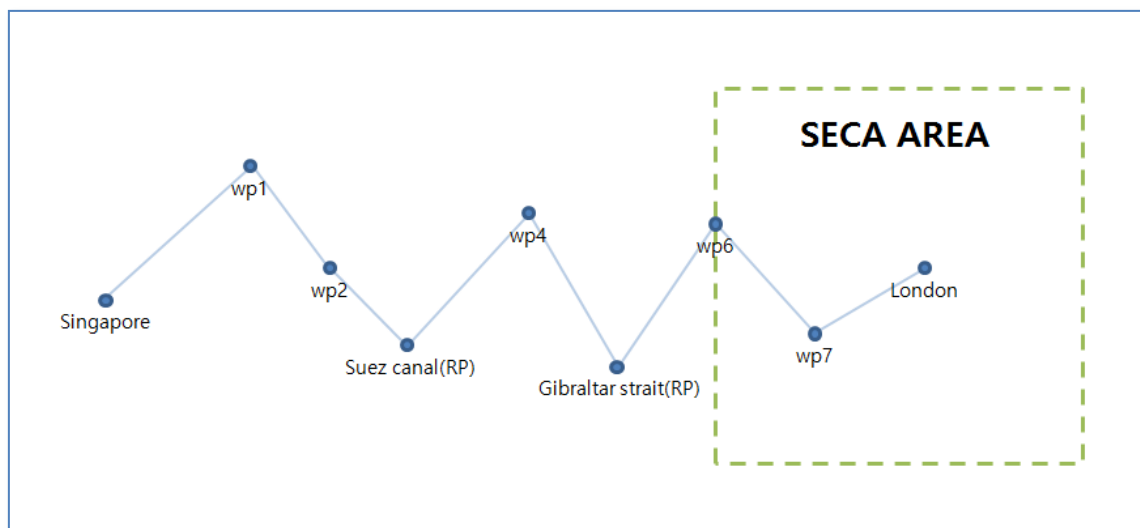 SECA AREA
wp1
wp4
wp6
wp2
London
Singapore
wp7
Suez canal(RP)
Gibraltar strait(RP)